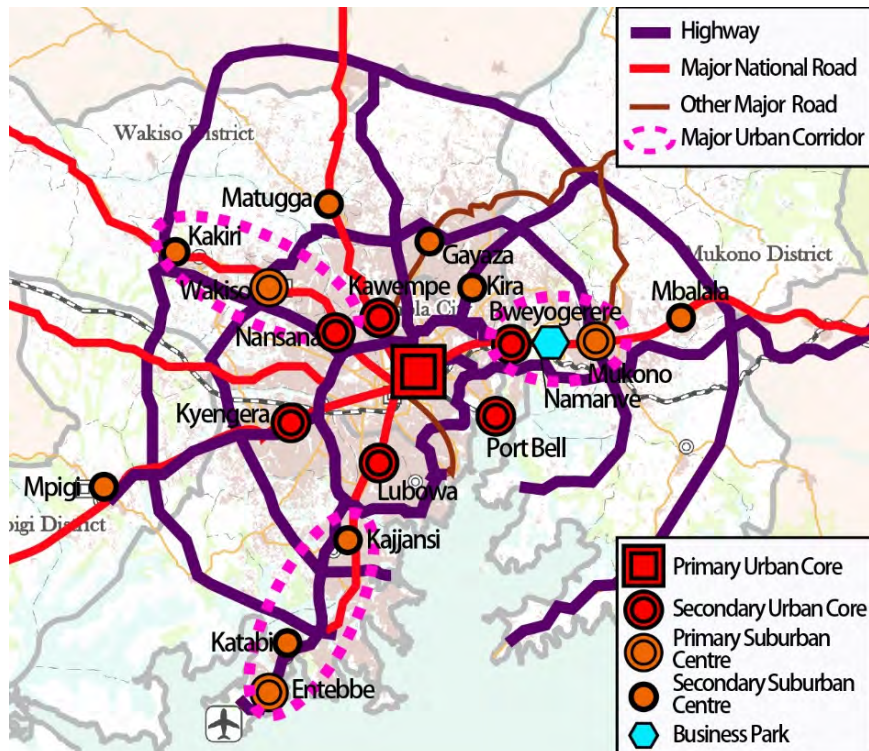 Highway
Major National Road
Other Major Road
Major Urban Corridor
Wakiso District
Matugga
Kakiri
Gayaza
Mukono District
Wakiso
Kawempe
Kira
Mbalala
Bweyogerere
Nansana
Mukono
Namanve
Kyengera
Port Bell
Mpigi
Lubowa
pigi District
Kajjansi
Primary Urban Core
Secondary Urban Core
Katabi
Primary Suburban
Centre
Entebbe
Secondary Suburban
Centre
Business Park